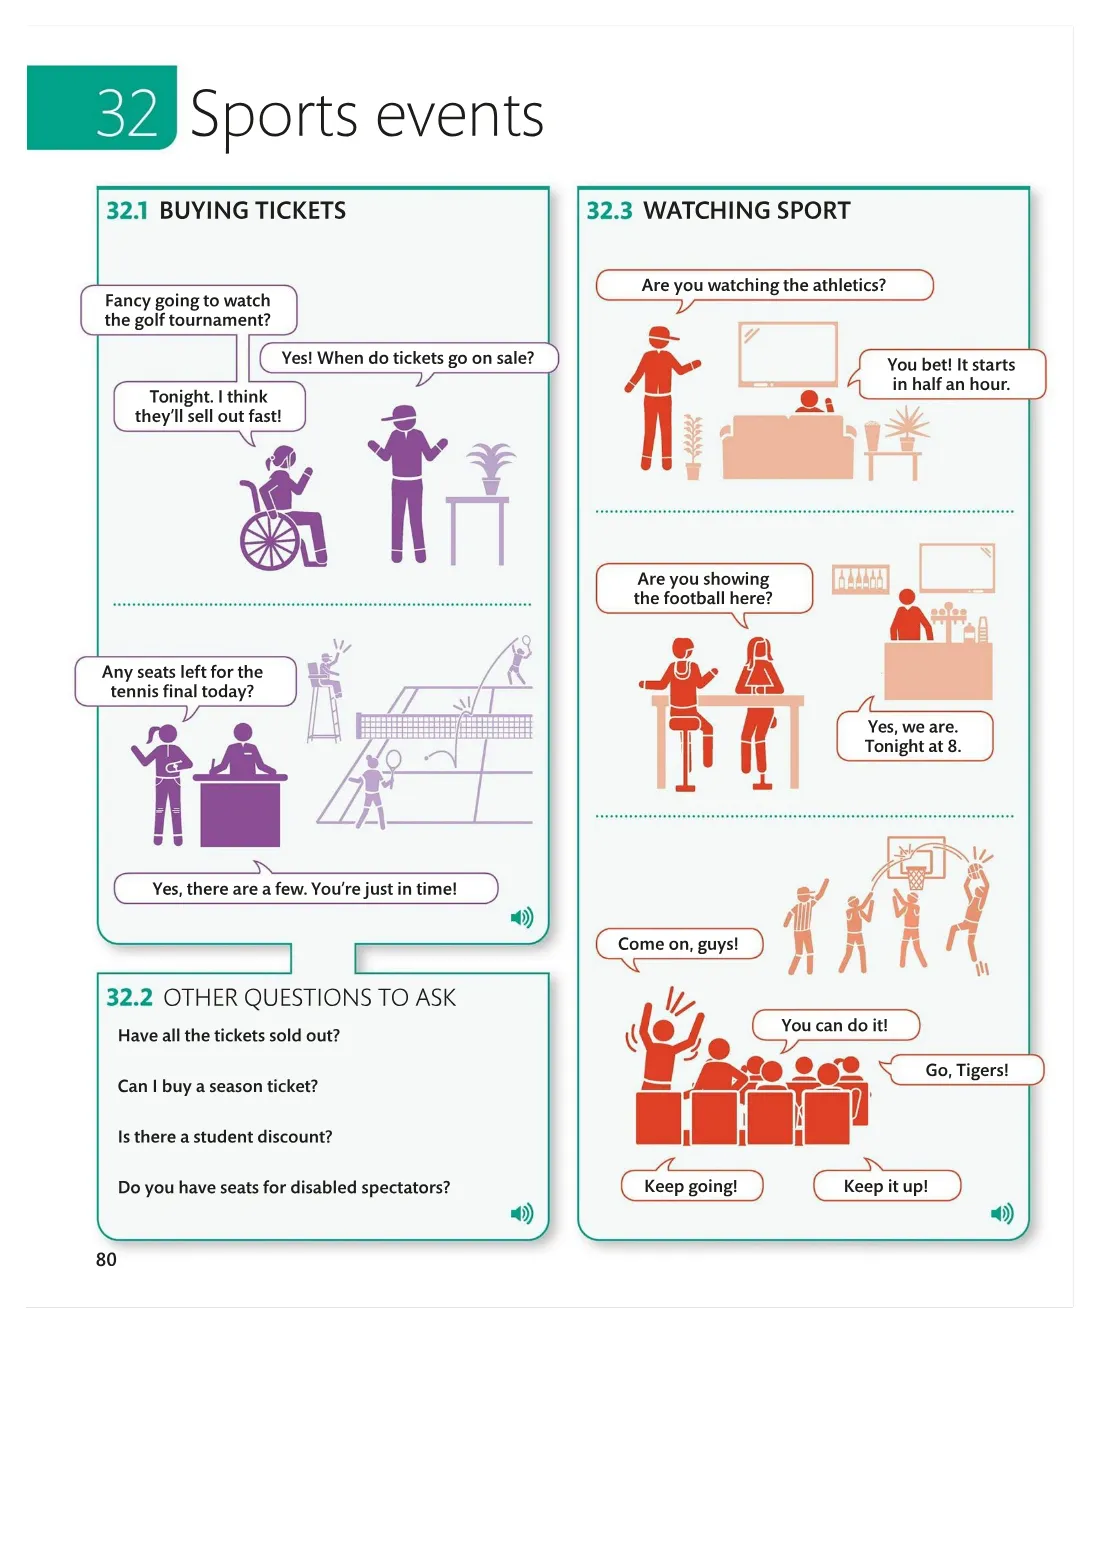 32 Sports events
32.1 BUYING TICKETS
Fancy going to watch
the golf tournament?
Yes! When do tickets go on sale?
Tonight. I think
they'll sell out fast!
Any seats left for the
tennis final today?
Yes, there are a few. You're just in time!
32.2 OTHER QUESTIONS TO ASK
Have all the tickets sold out?
Can I buy a season ticket?
Is there a student discount?
Do you have seats for disabled spectators?
32.3 WATCHING SPORT
Are you watching the athletics?
You bet! It starts
in half an hour.
Are you showing
the football here?
Yes, we are.
Tonight at 8.
Come on, guys!
You can do it!
Go, Tigers!
Keep going!
Keep it up!
80